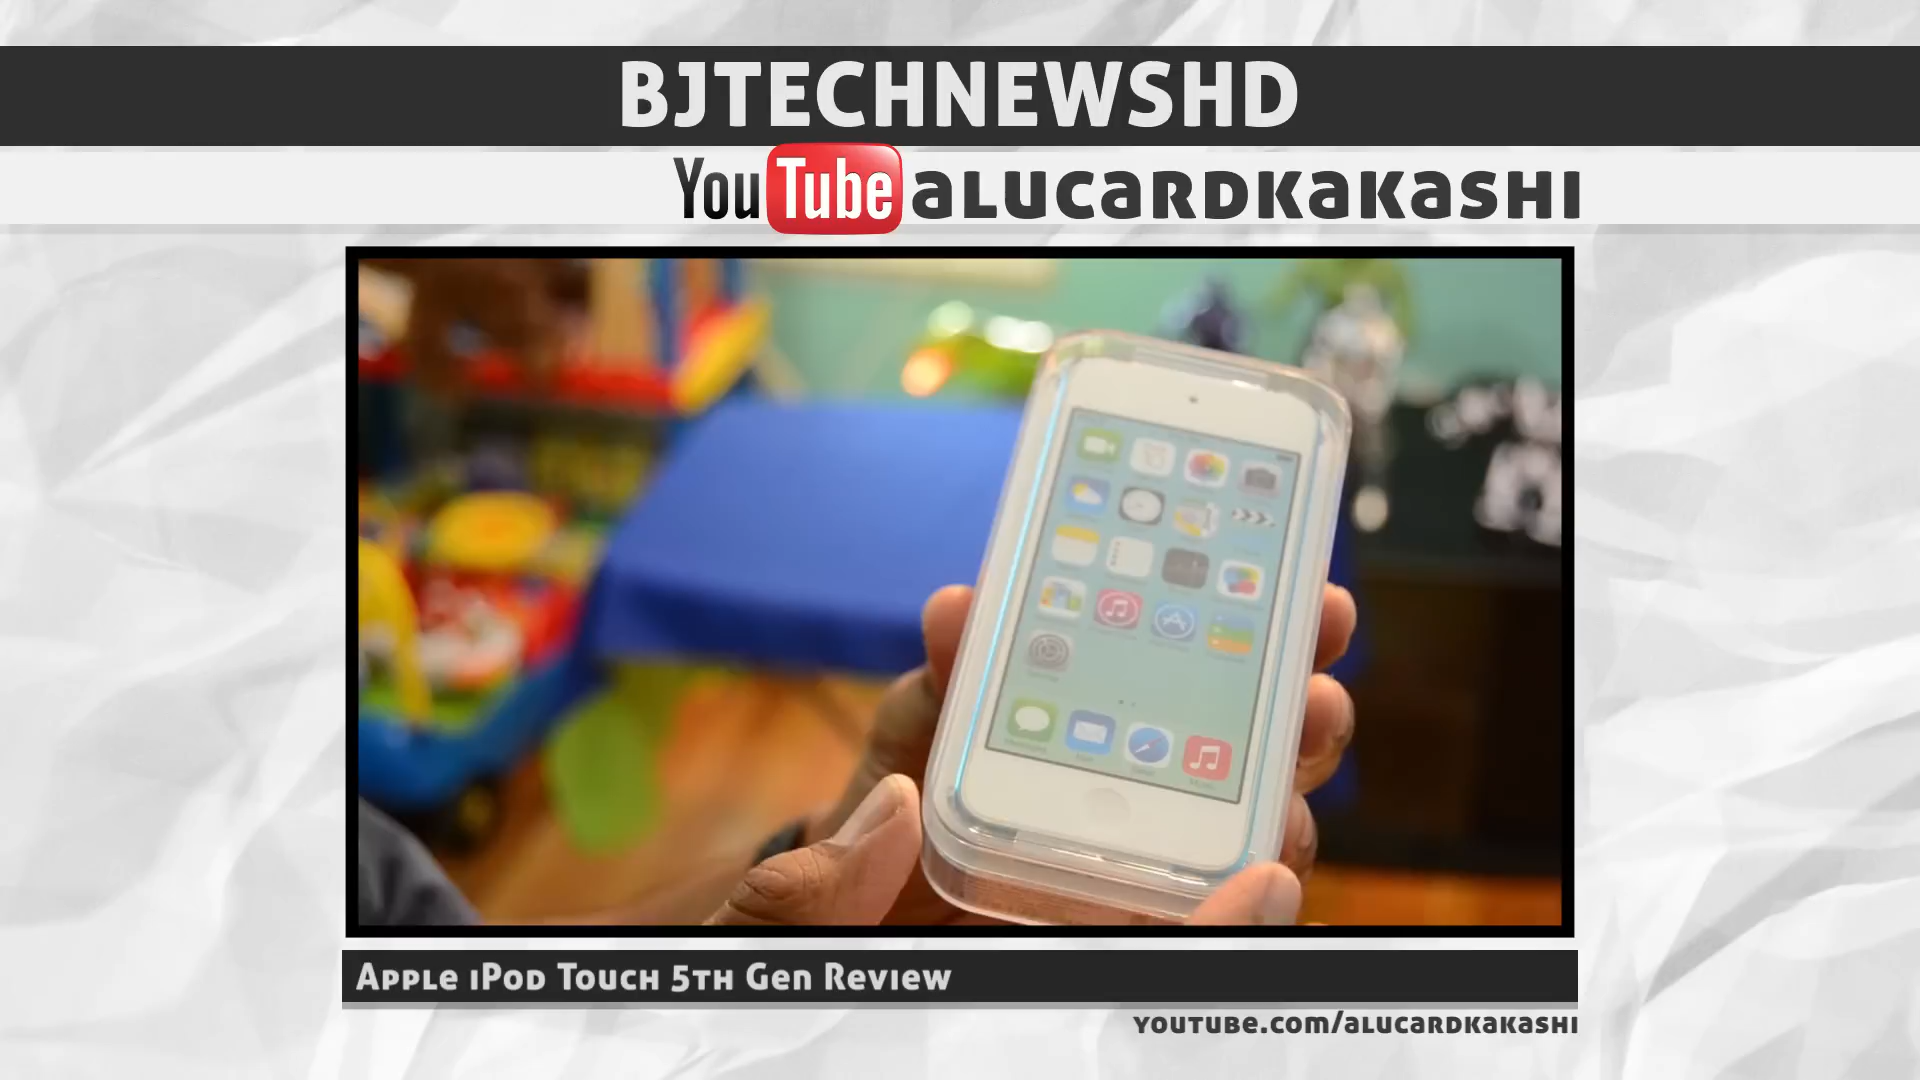 BJTECHNEWSHD
YouTube aLUCaRDKaKaSHI
Apple iPod Touch 5th Gen Review
YOUTUBE.COM/aLUCaRDKaKaSHI